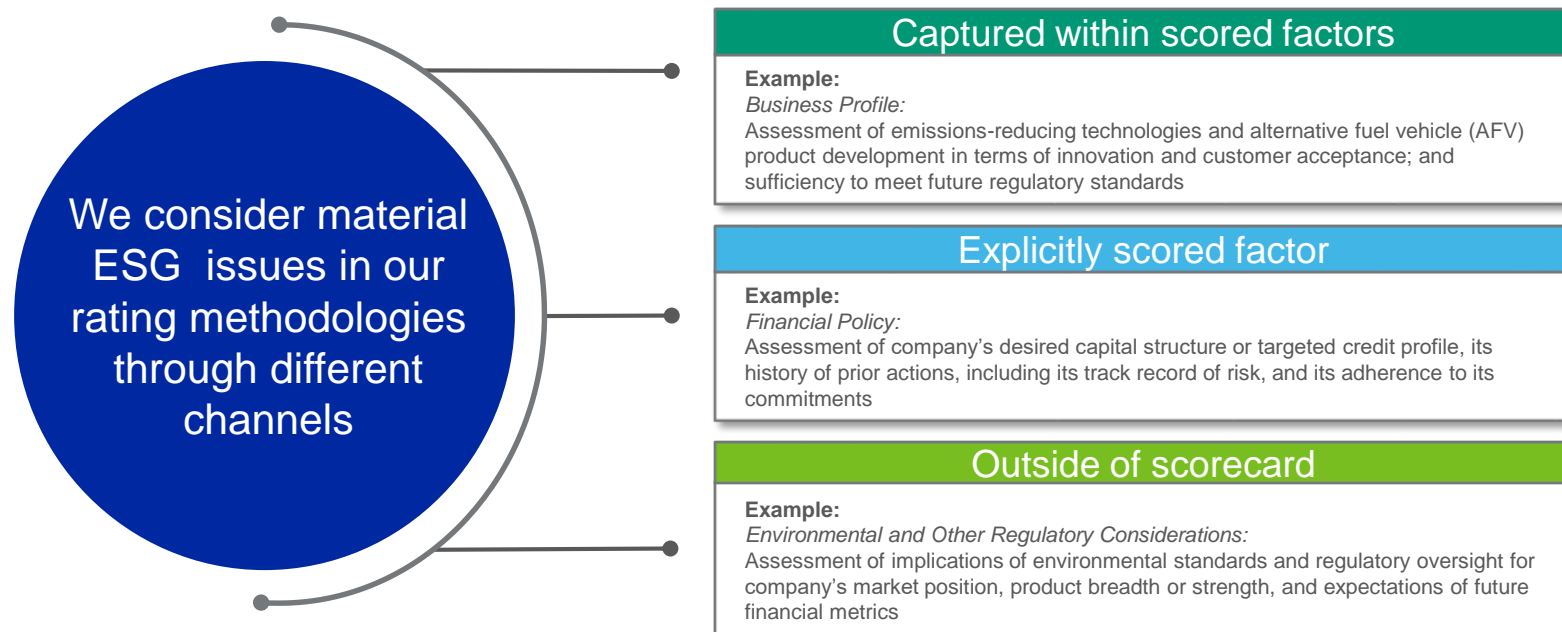 We consider material
ESG  issues in our
rating methodologies
through different
channels
Captured within scored factors
Example:
Business Profile:
Assessment of emissions-reducing technologies and alternative fuel vehicle (AFV)
product development in terms of innovation and customer acceptance; and
sufficiency to meet future regulatory standards
Explicitly scored factor
Example:
Financial Policy:
Assessment of company’s desired capital structure or targeted credit profile, its
history of prior actions, including its track record of risk, and its adherence to its
commitments
Outside of scorecard
Example:
Environmental and Other Regulatory Considerations:
Assessment of implications of environmental standards and regulatory oversight for
company’s market position, product breadth or strength, and expectations of future
financial metrics